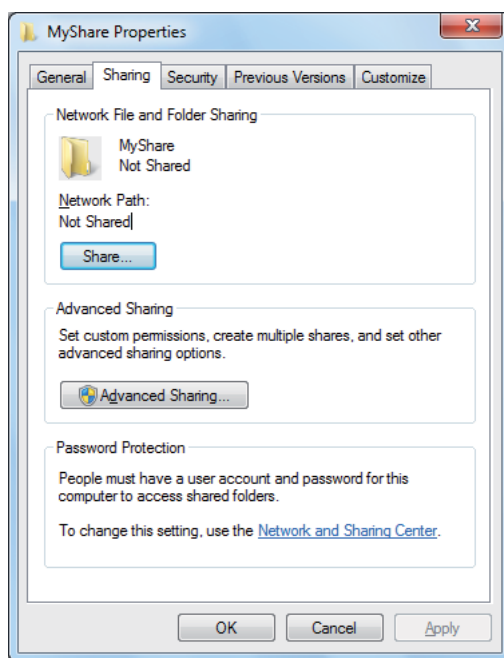 MyShare Properties
General Sharing Security Previous Versions Customize
Network File and Folder Sharing
MyShare
Not Shared
Network Path:
Not Shared
Share...
Advanced Sharing
Set custom permissions, create multiple shares, and set other
advanced sharing options.
Advanced Sharing...
Password Protection
People must have a user account and password for this
computer to access shared folders.
To change this setting, use the Network and Sharing Center.
OK Cancel Apply